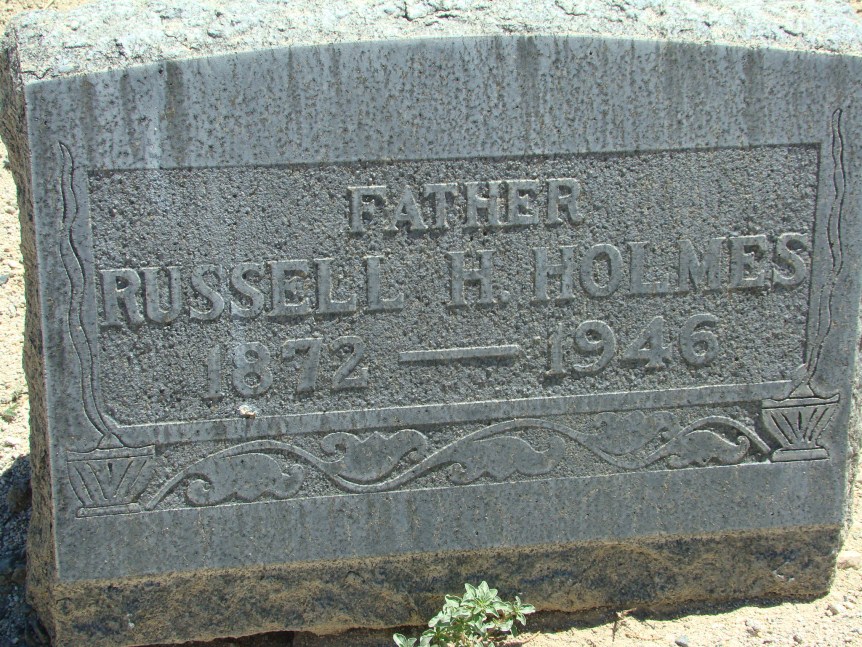 FATHER
RUSSELL H. HOLMES
1872 — 1946